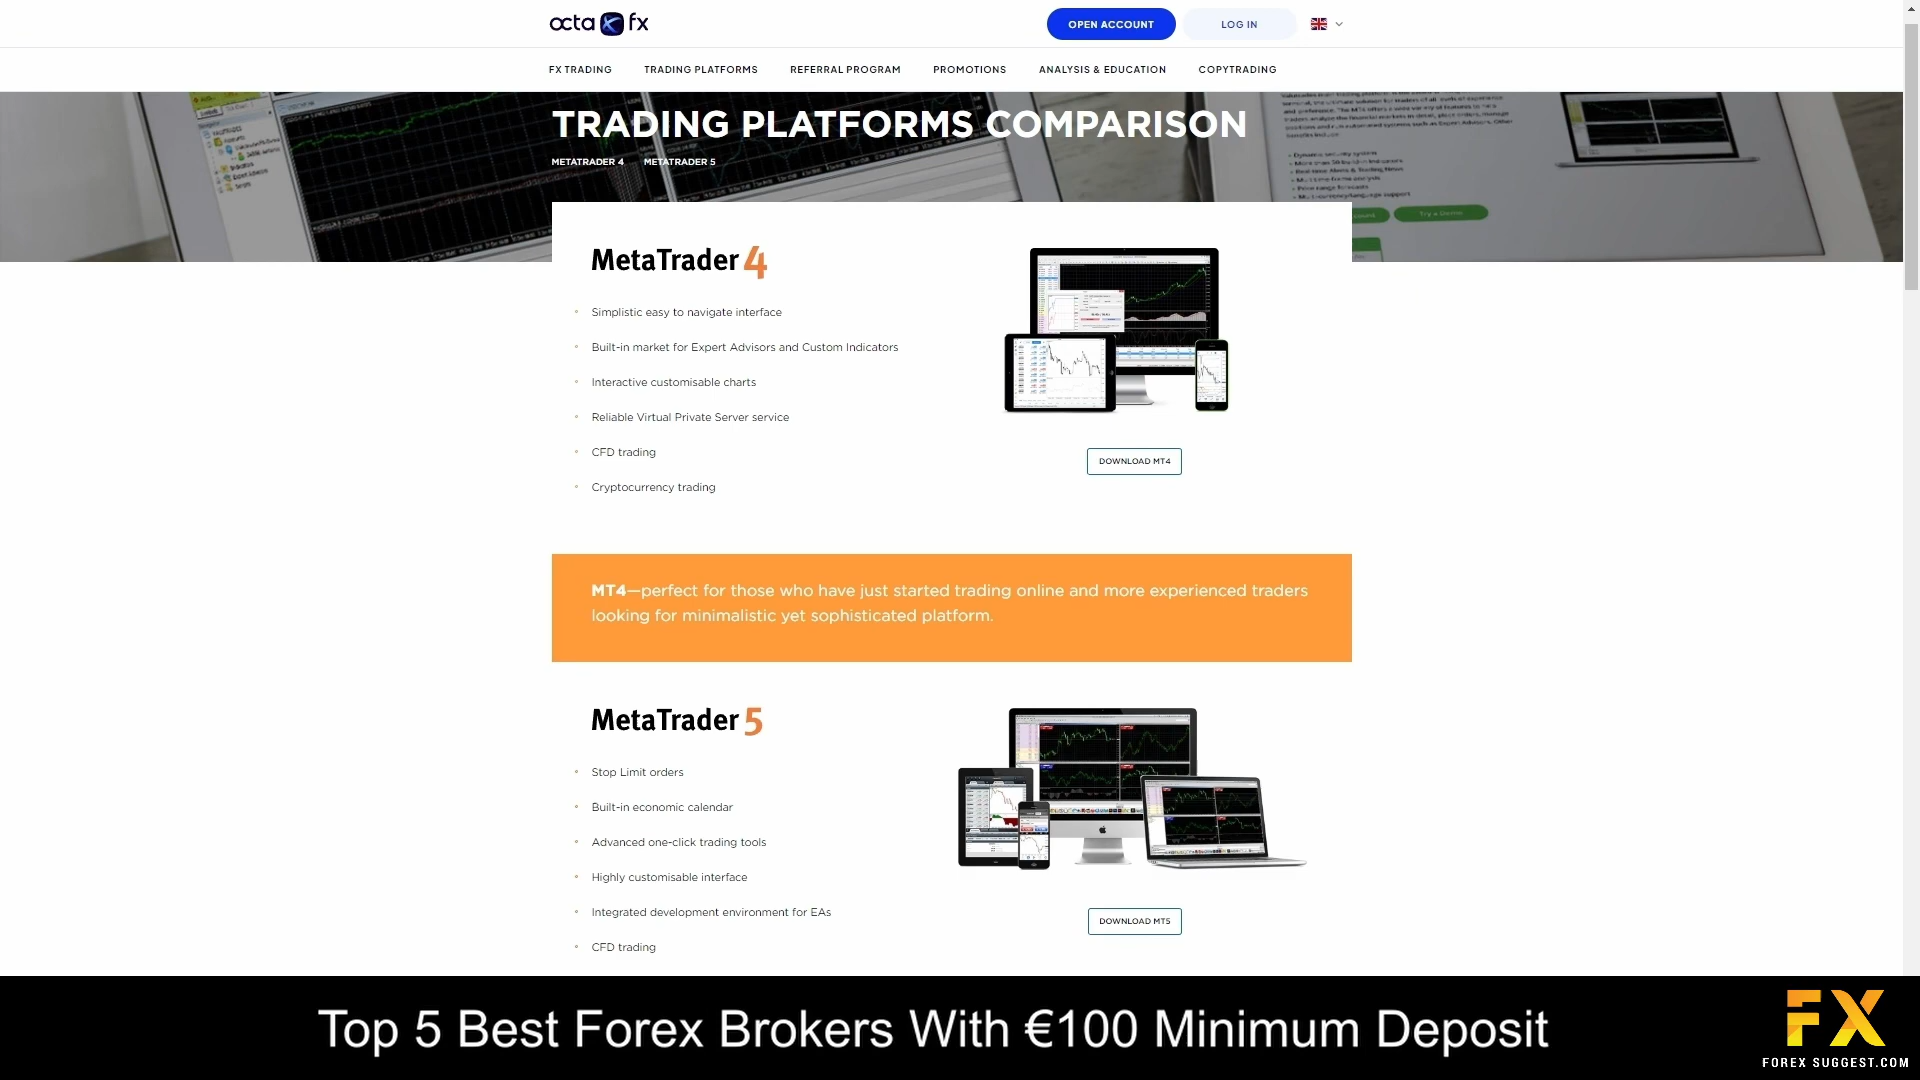 octa fx
OPEN ACCOUNT
LOG IN
FX TRADING
TRADING PLATFORMS
REFERRAL PROGRAM
PROMOTIONS
ANALYSIS & EDUCATION
COPYTRADING
TRADING PLATFORMS COMPARISON
METATRADER 4
METATRADER 5
MetaTrader 4
Simplistic easy to navigate interface
Built-in market for Expert Advisors and Custom Indicators
Interactive customisable charts
Reliable Virtual Private Server service
CFD trading
Cryptocurrency trading
DOWNLOAD MT4
MT4—perfect for those who have just started trading online and more experienced traders
looking for minimalistic yet sophisticated platform.
MetaTrader 5
Stop Limit orders
Built-in economic calendar
Advanced one-click trading tools
Highly customisable interface
Integrated development environment for EAs
CFD trading
DOWNLOAD MT5
Top 5 Best Forex Brokers With €100 Minimum Deposit
FX
FOREX SUGGEST.COM